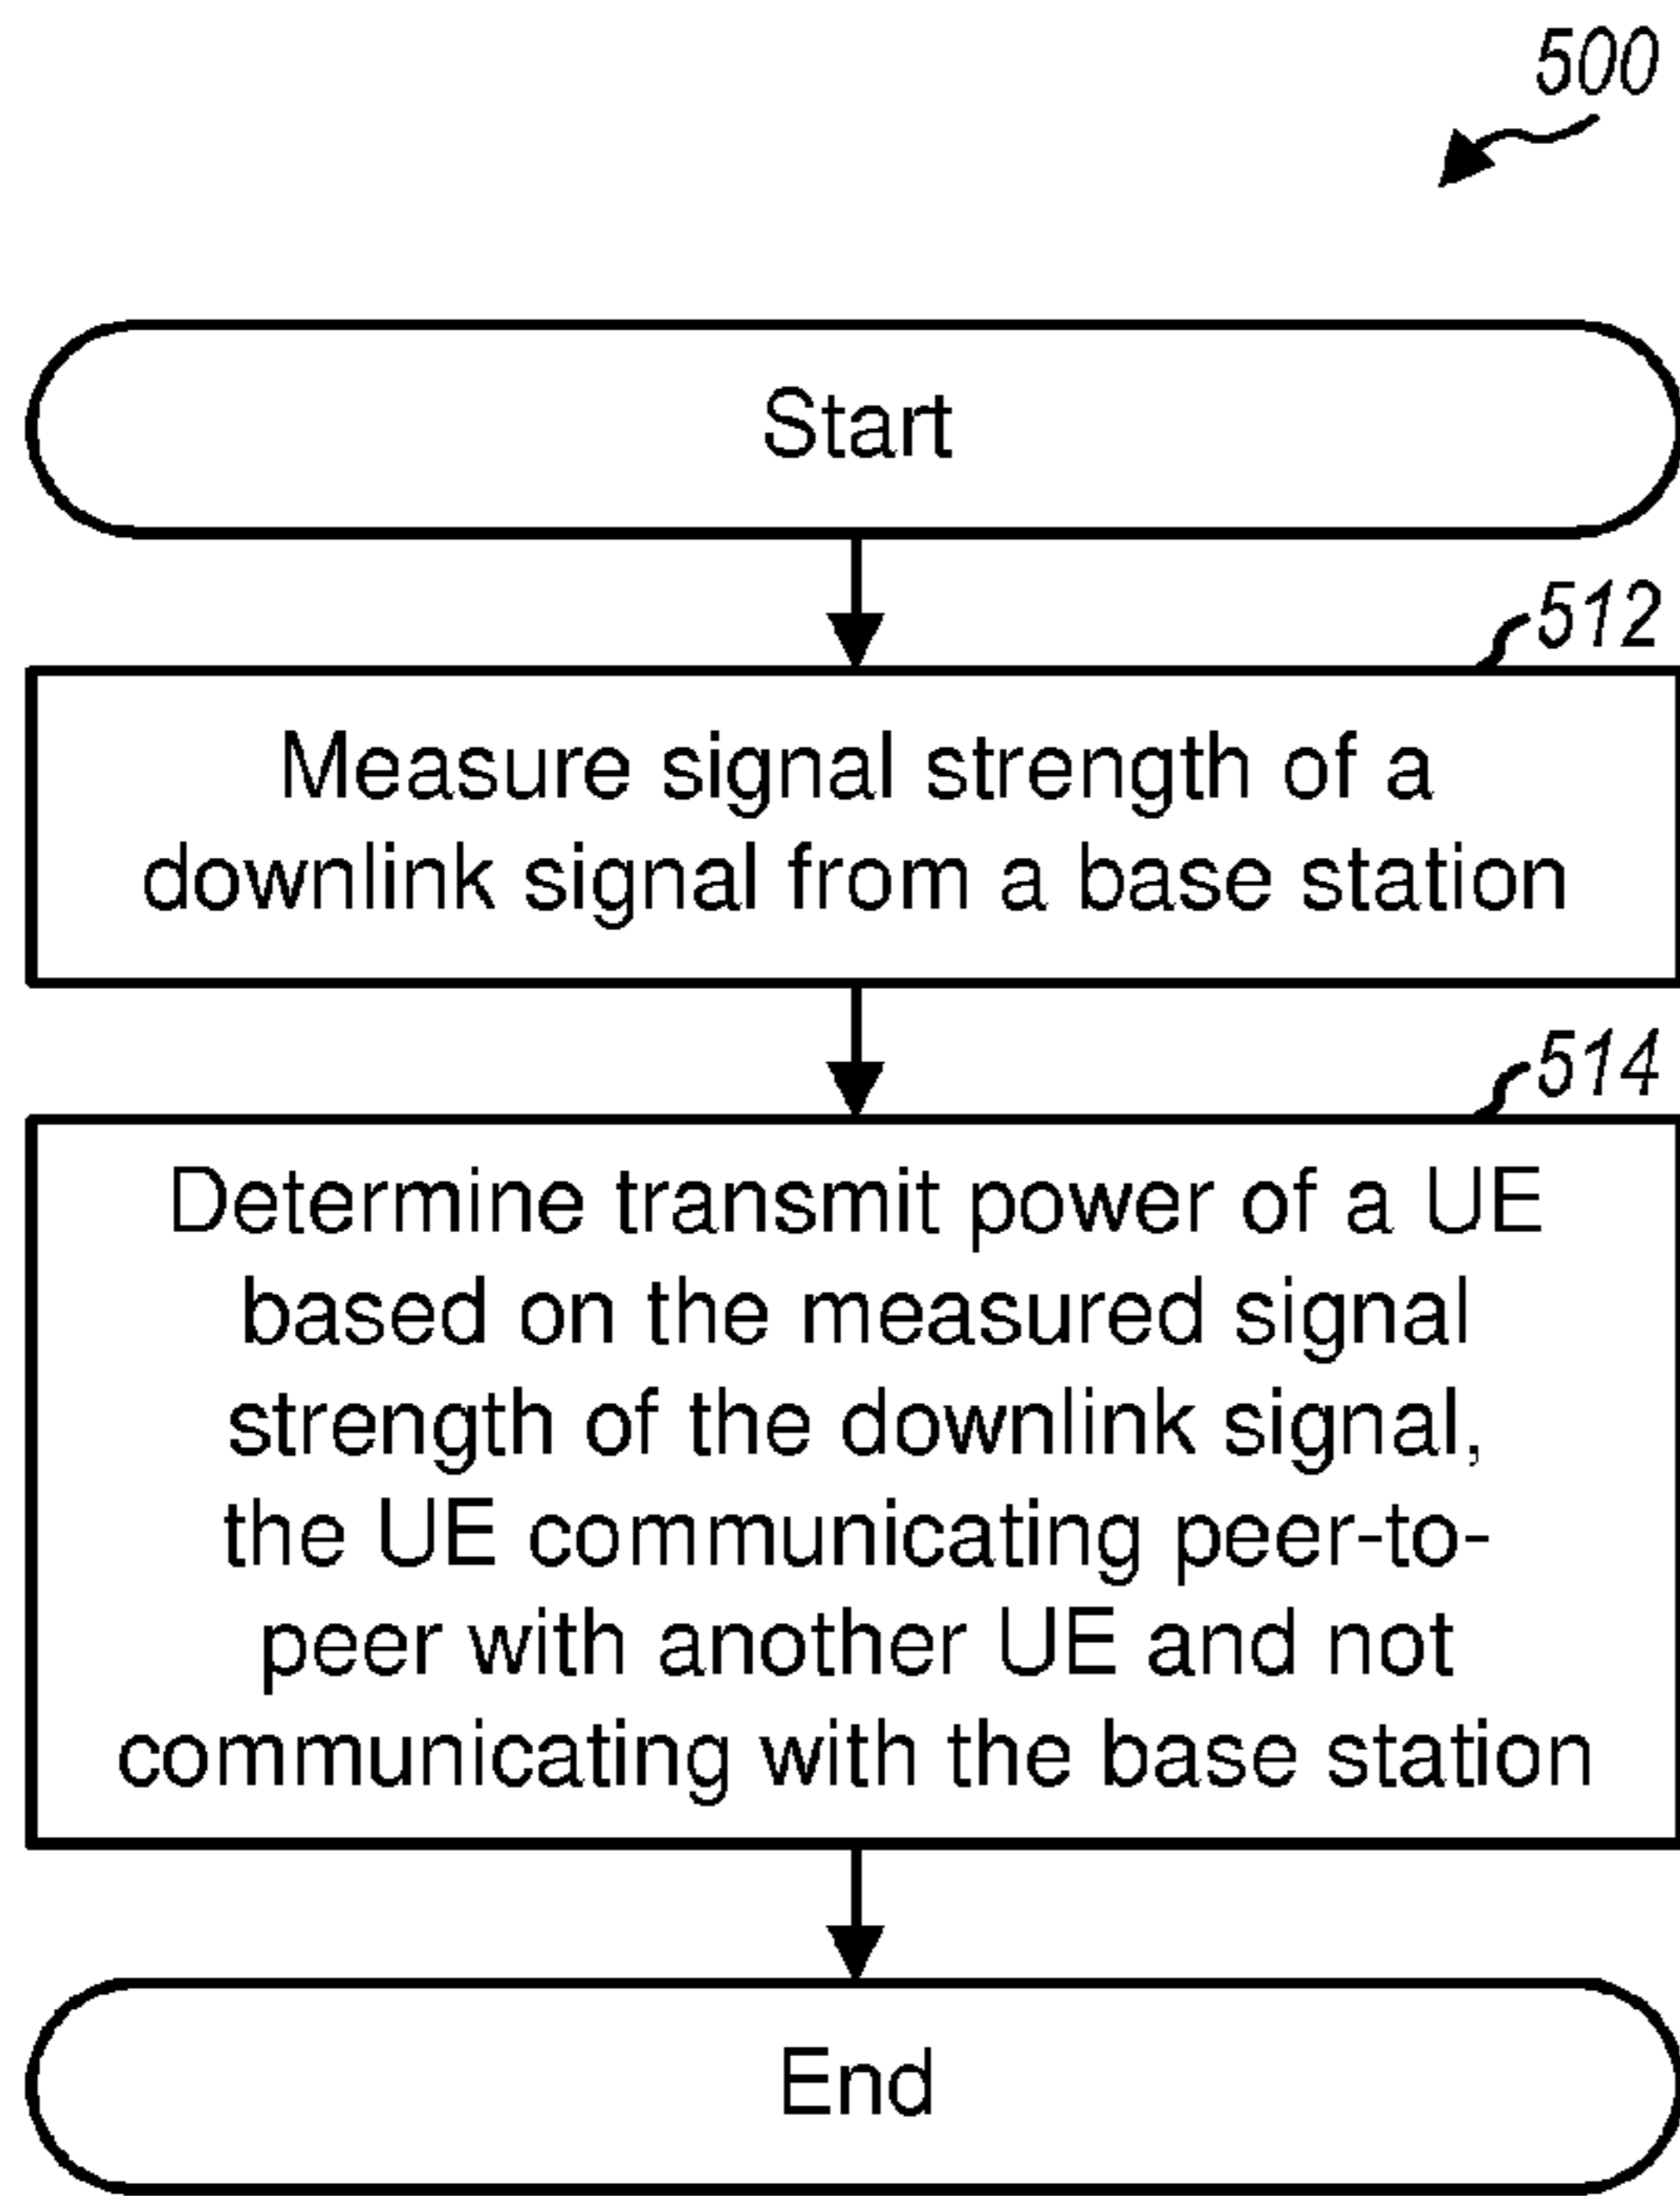 500
Start
512
Measure signal strength of a
downlink signal from a base station
514
Determine transmit power of a UE
based on the measured signal
strength of the downlink signal,
the UE communicating peer-to-
peer with another UE and not
communicating with the base station
End